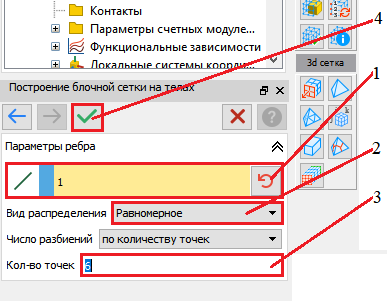 Контакты
Параметры счетных модуле...
Функциональные зависимости
Локальные системы коорди...
3d сетка
Построение блочной сетки на телах
4
1
2
3
Параметры ребра
1
Вид распределения Равномерное
Число разбиений по количеству точек
Кол-во точек 6